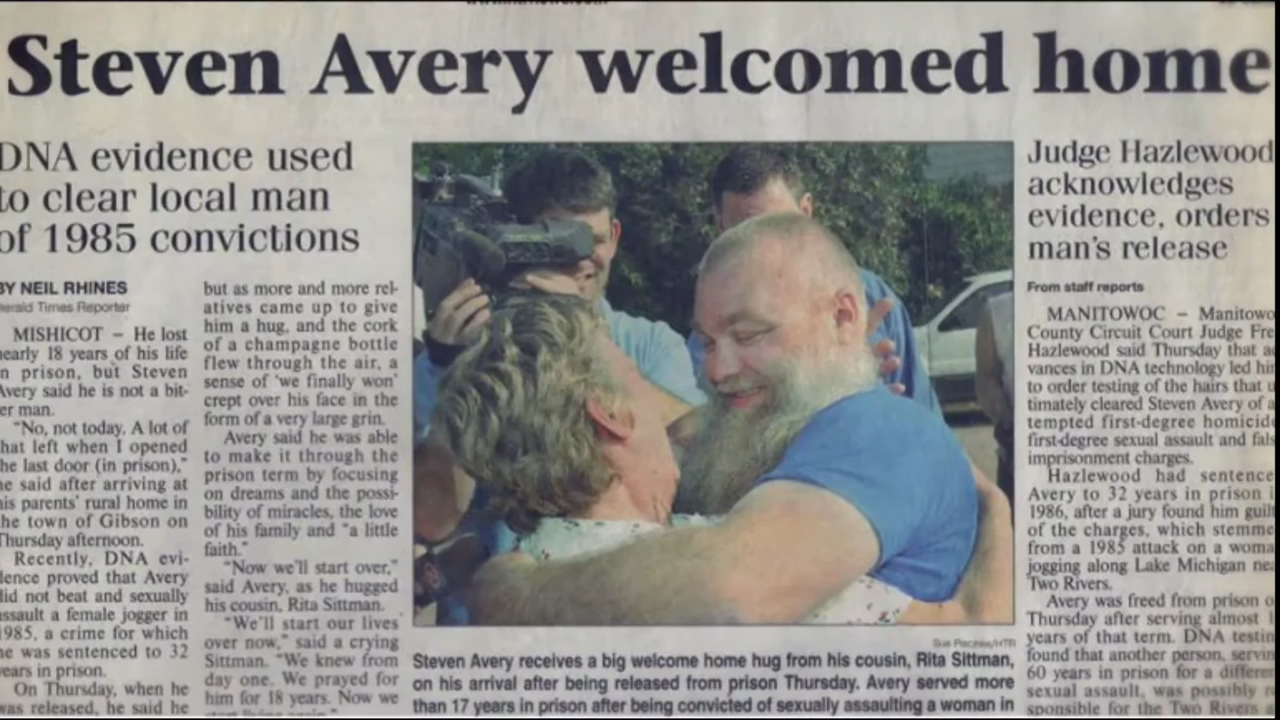 Steven Avery welcomed home
DNA evidence used
to clear local man
of 1985 convictions
BY NEIL RHINES
Herald Times Reporter
MISHICOT – He lost
nearly 18 years of his life
n prison, but Steven
Avery said he is not a bit-
er man.
"No, not today. A lot of
hat left when I opened
he last door (in prison),"
he said after arriving at
his parents' rural home in
he town of Gibson on
Thursday afternoon.
Recently, DNA evi-
dence proved that Avery
did not beat and sexually
assault a female jogger in
1985, a crime for which
he was sentenced to 32
years in prison.
On Thursday, when he
was released, he said he
but as more and more rel-
atives came up to give
him a hug, and the cork
of a champagne bottle
flew through the air, a
sense of 'we finally won'
crept over his face in the
form of a very large grin.
Avery said he was able
to make it through the
prison term by focusing
on dreams and the possi-
bility of miracles, the love
of his family and "a little
faith."
"Now we'll start over,"
said Avery, as he hugged
his cousin, Rita Sittman.
"We'll start our lives
over now," said a crying
Sittman. "We knew from
day one. We prayed for
him for 18 years. Now we
Steven Avery receives a big welcome home hug from his cousin, Rita Sittman,
on his arrival after being released from prison Thursday. Avery served more
than 17 years in prison after being convicted of sexually assaulting a woman in
Judge Hazlewood
acknowledges
evidence, orders
man's release
From staff reports
MANITOWOC – Manitowo
County Circuit Court Judge Fre
Hazlewood said Thursday that ad
vances in DNA technology led him
to order testing of the hairs that u
timately cleared Steven Avery of a
tempted first-degree homicide
first-degree sexual assault and fals
imprisonment charges.
Hazlewood had sentence
Avery to 32 years in prison i
1986, after a jury found him guilt
of the charges, which stemme
from a 1985 attack on a woma
jogging along Lake Michigan nea
Two Rivers.
Avery was freed from prison o
Thursday after serving almost 1
years of that term. DNA testin
found that another person, servin
60 years in prison for a differen
sexual assault, was possibly re
sponsible for the Two Rivers a